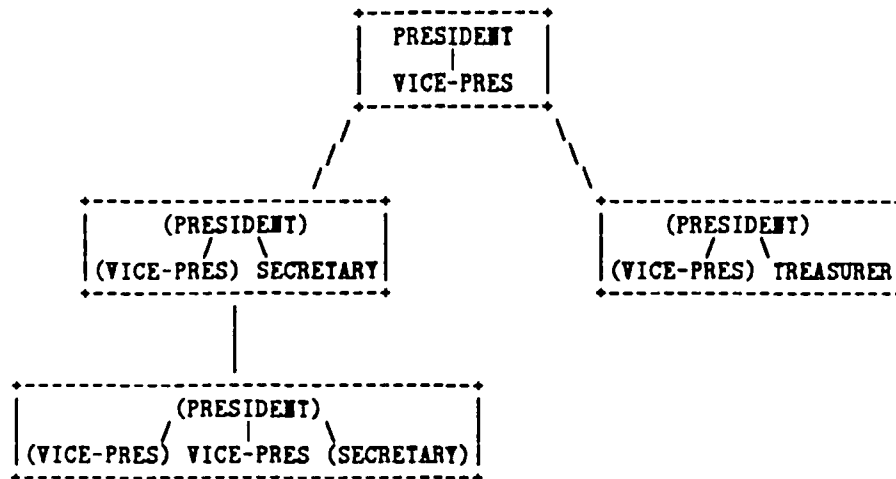 PRESIDENT
VICE-PRES
(PRESIDENT)
(VICE-PRES) SECRETARY
(PRESIDENT)
(VICE-PRES) TREASURER
(PRESIDENT)
(VICE-PRES) VICE-PRES (SECRETARY)